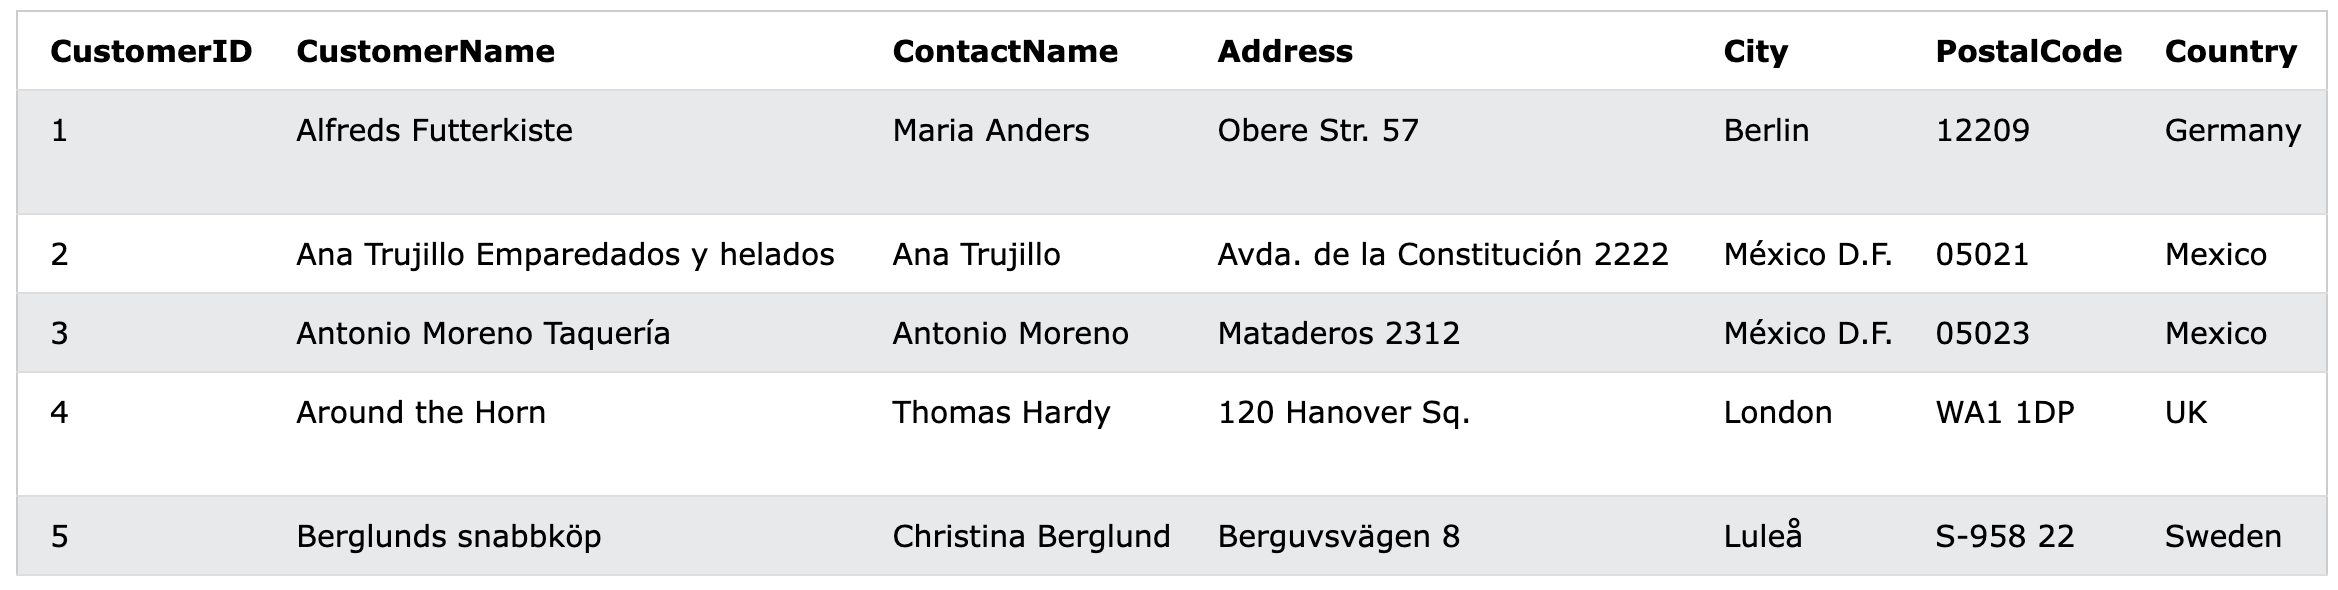 CustomerID CustomerName ContactName Address City PostalCode Country
1 Alfreds Futterkiste Maria Anders Obere Str. 57 Berlin 12209 Germany
2 Ana Trujillo Emparedados y helados Ana Trujillo Avda. de la Constitución 2222 México D.F. 05021 Mexico
3 Antonio Moreno Taquería Antonio Moreno Mataderos 2312 México D.F. 05023 Mexico
4 Around the Horn Thomas Hardy 120 Hanover Sq. London WA1 1DP UK
5 Berglunds snabbköp Christina Berglund Berguvsvägen 8 Luleå S-958 22 Sweden